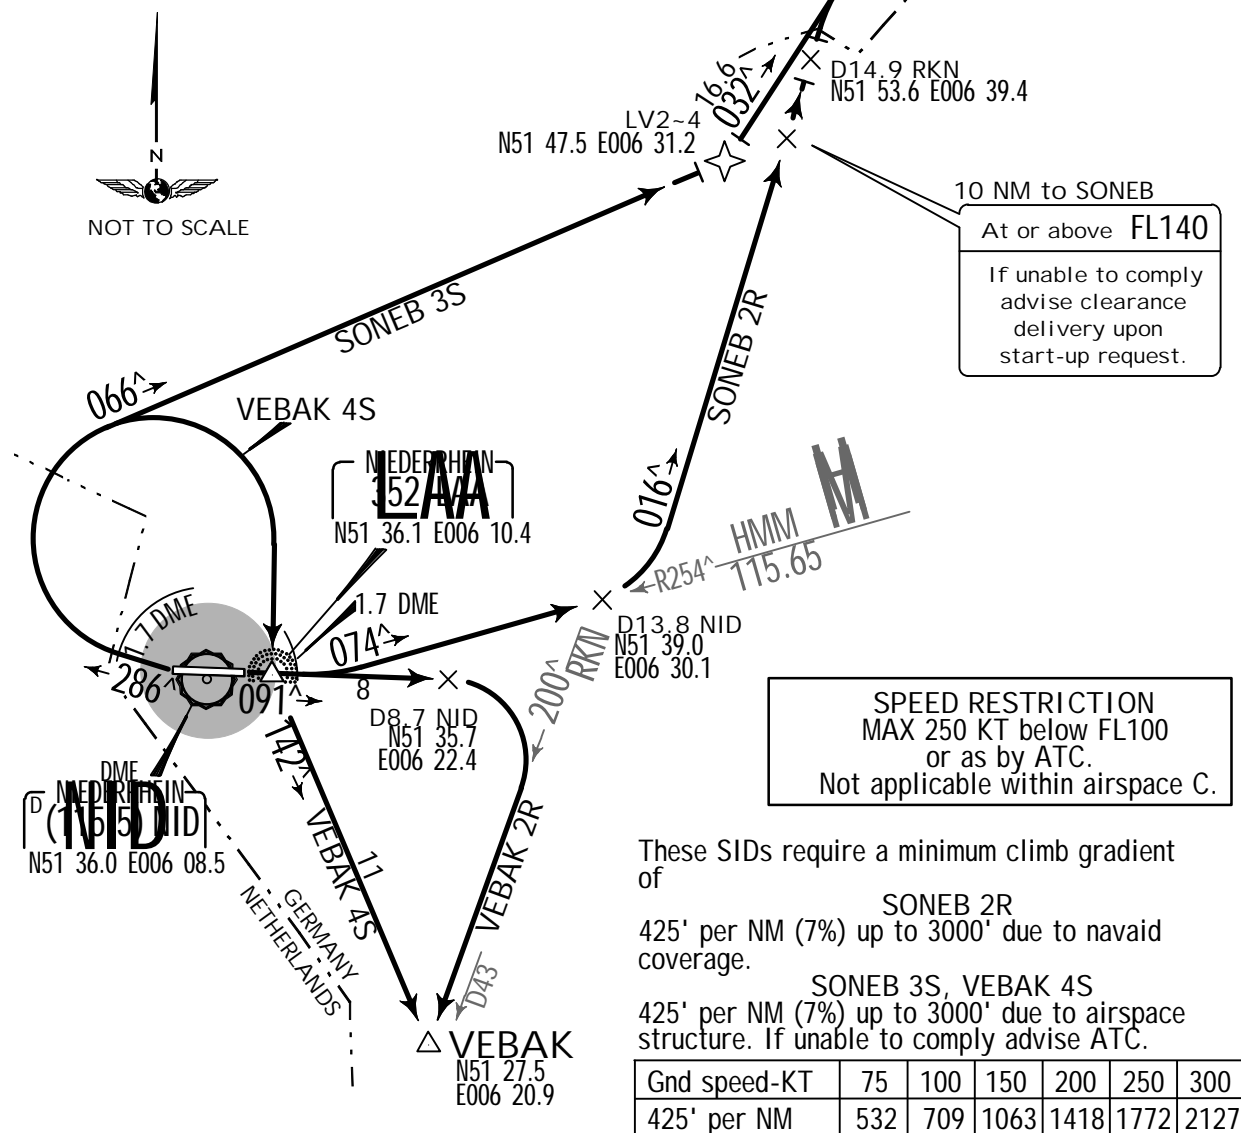 N
NOT TO SCALE
16.6
032^
D14.9 RKN
N51 53.6 E006 39.4
LV2~4
N51 47.5 E006 31.2
10 NM to SONEB
At or above FL140
If unable to comply
advise clearance
delivery upon
start-up request.
SONEB 3S
066^
VEBAK 4S
SONEB 2R
016^
NIEDERRHEIN
352 LAA
LAA
N51 36.1 E006 10.4
HMM
R254^
115.65
1.7 DME
1.7 DME
074^
D13.8 NID
N51 39.0
E006 30.1
200^
RKN
286^
091^
8
D8.7 NID
N51 35.7
E006 22.4
142^
DME
NIEDERRHEIN
D
(116.5) NID
NID
N51 36.0 E006 08.5
VEBAK 4S
11
VEBAK 2R
D43
GERMANY
NETHERLANDS
VEBAK
N51 27.5
E006 20.9
SPEED RESTRICTION
MAX 250 KT below FL100
or as by ATC.
Not applicable within airspace C.
These SIDs require a minimum climb gradient
of
SONEB 2R
425' per NM (7%) up to 3000' due to navaid
coverage.
SONEB 3S, VEBAK 4S
425' per NM (7%) up to 3000' due to airspace
structure. If unable to comply advise ATC.
Gnd speed-KT 75 100 150 200 250 300
425' per NM 532 709 1063 1418 1772 2127